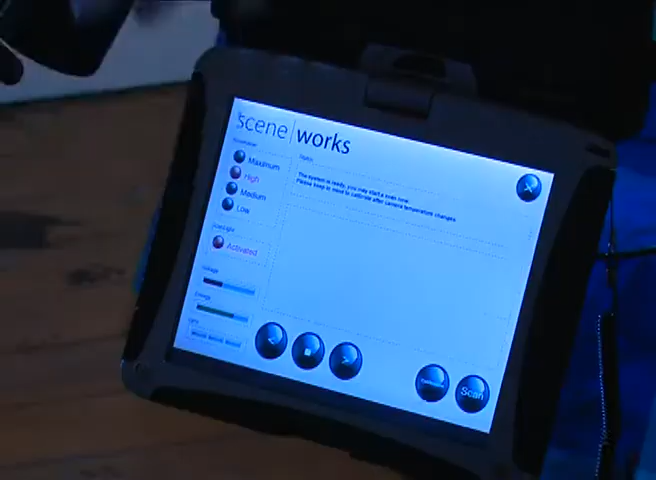 scene works
Status
Maximum
High
Medium
Low
Activated
The system is ready, you may start a scan now.
Please keep in mind to calibrate after camera temperature changes
Scan